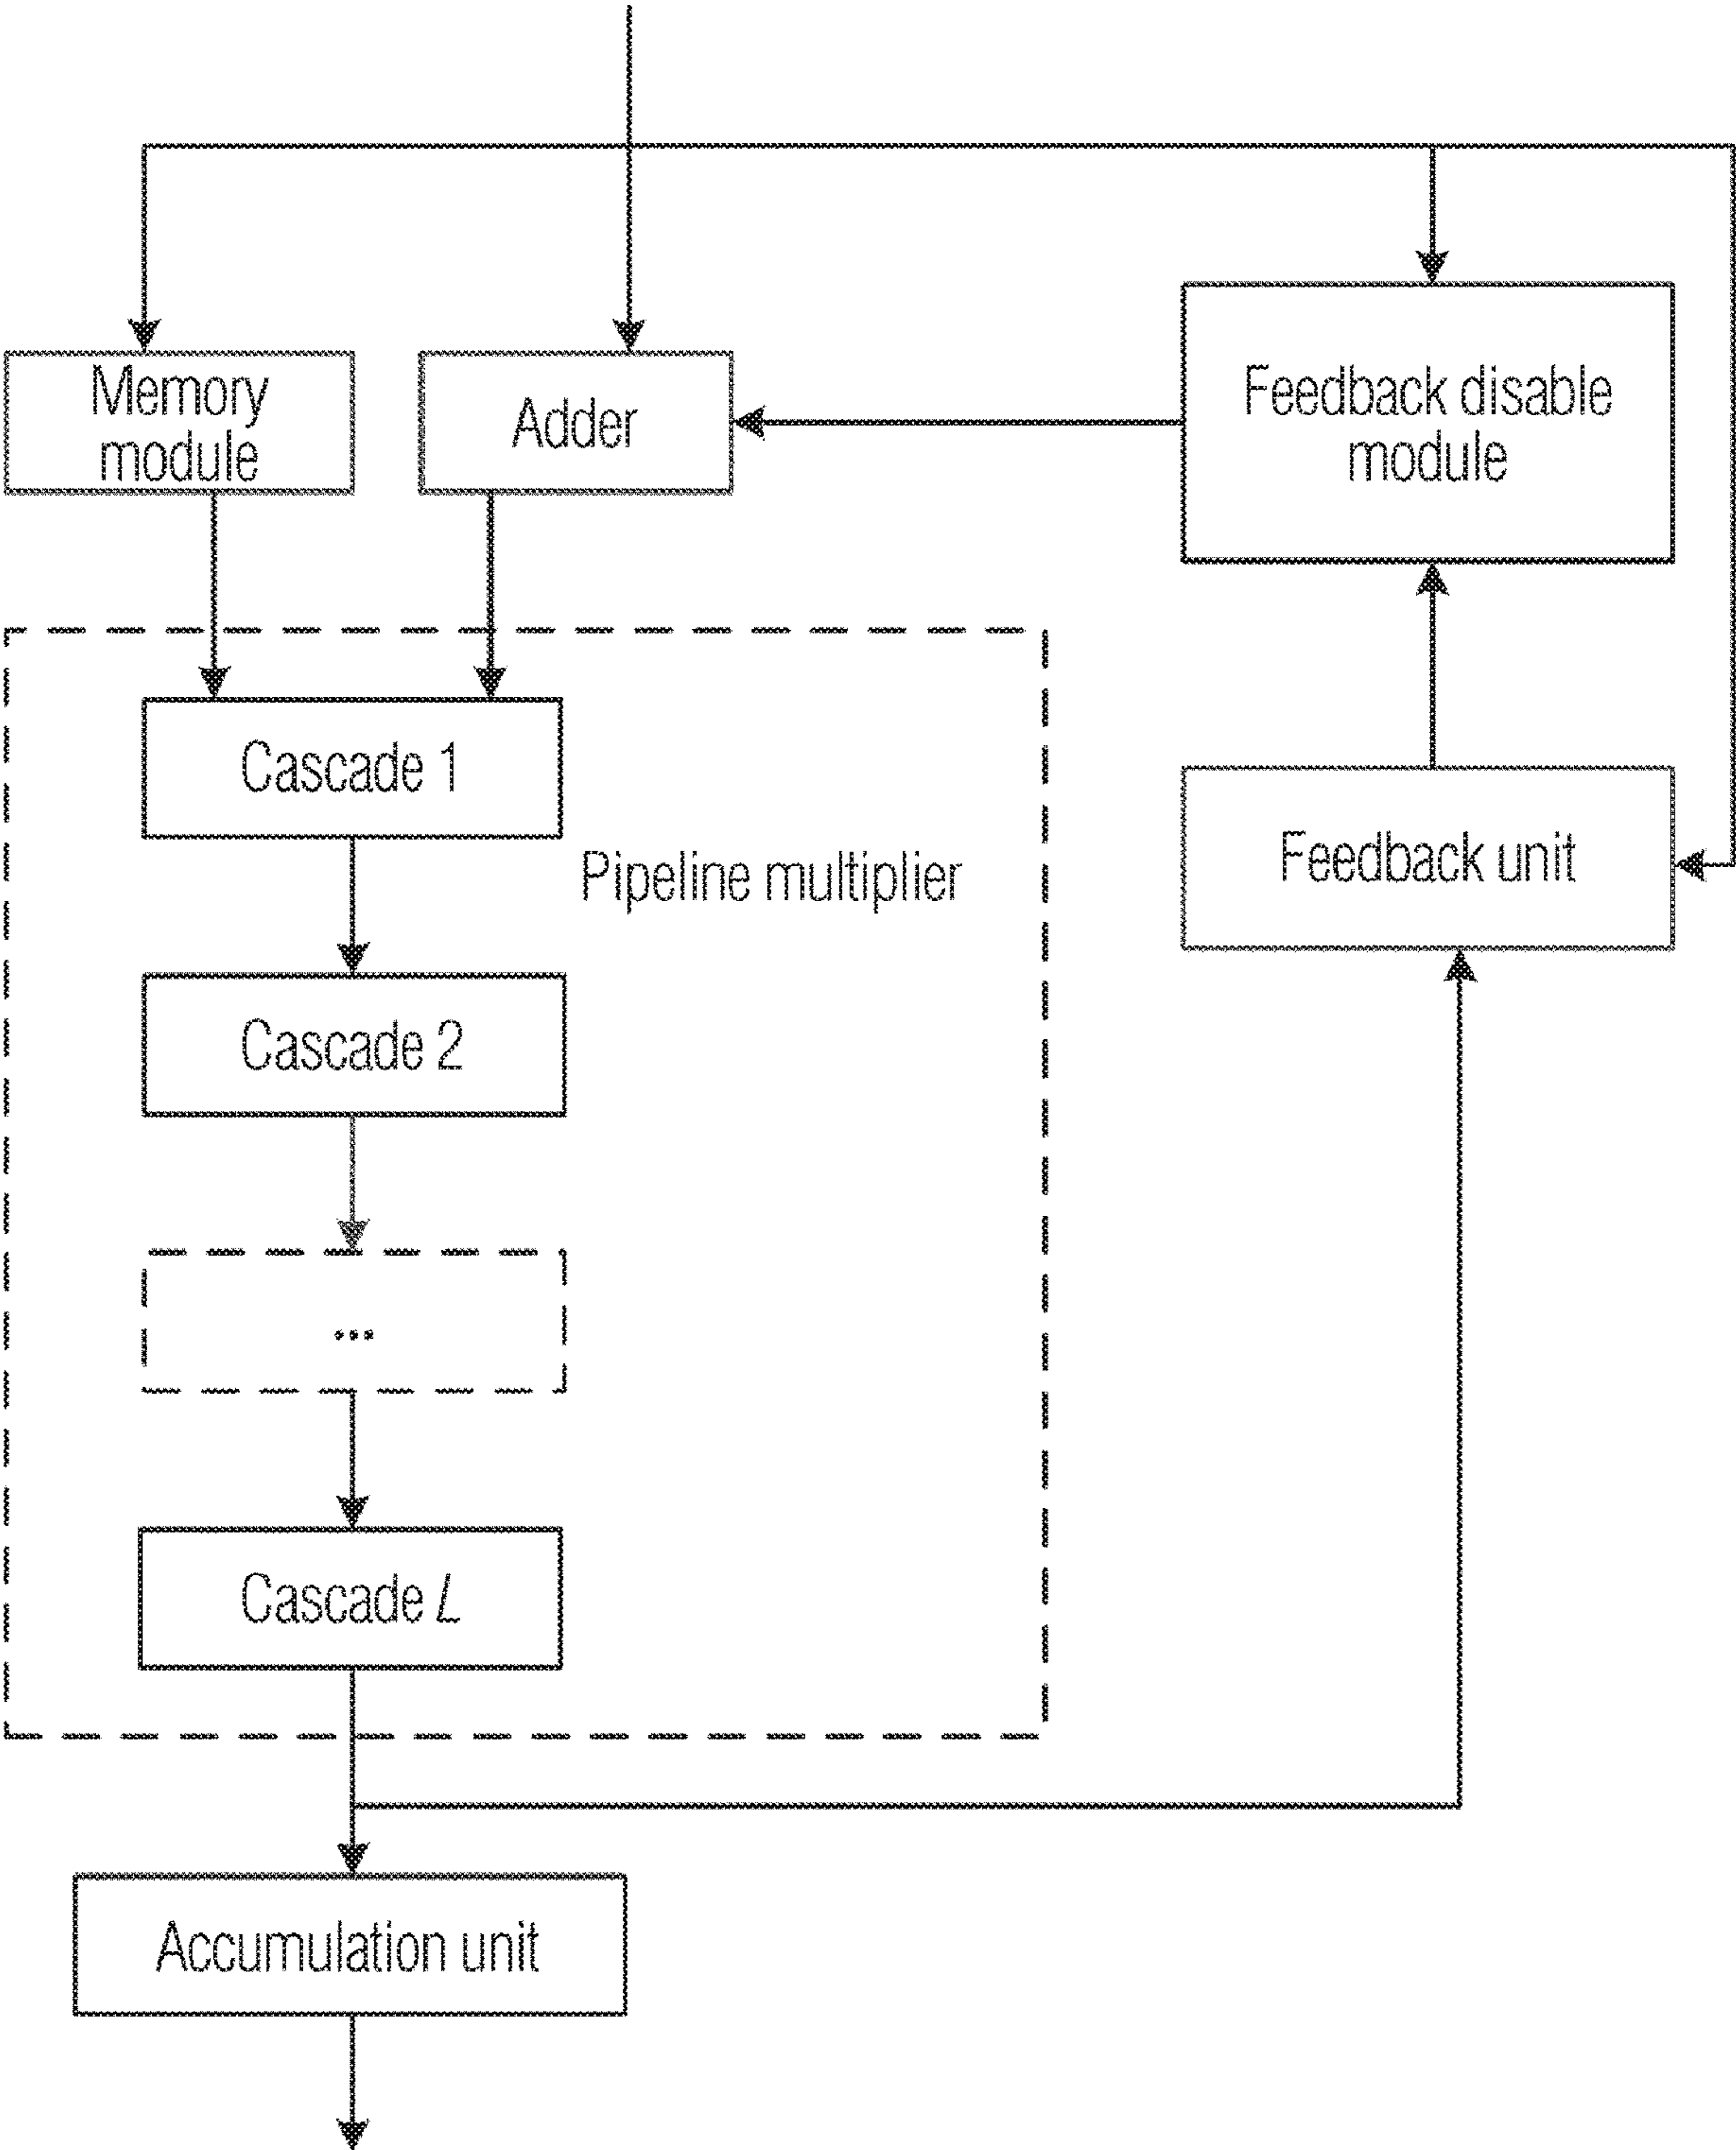 Memory
module
Adder
Feedback disable
module
Cascade 1
Pipeline multiplier
Feedback unit
Cascade 2
...
Cascade L
Accumulation unit